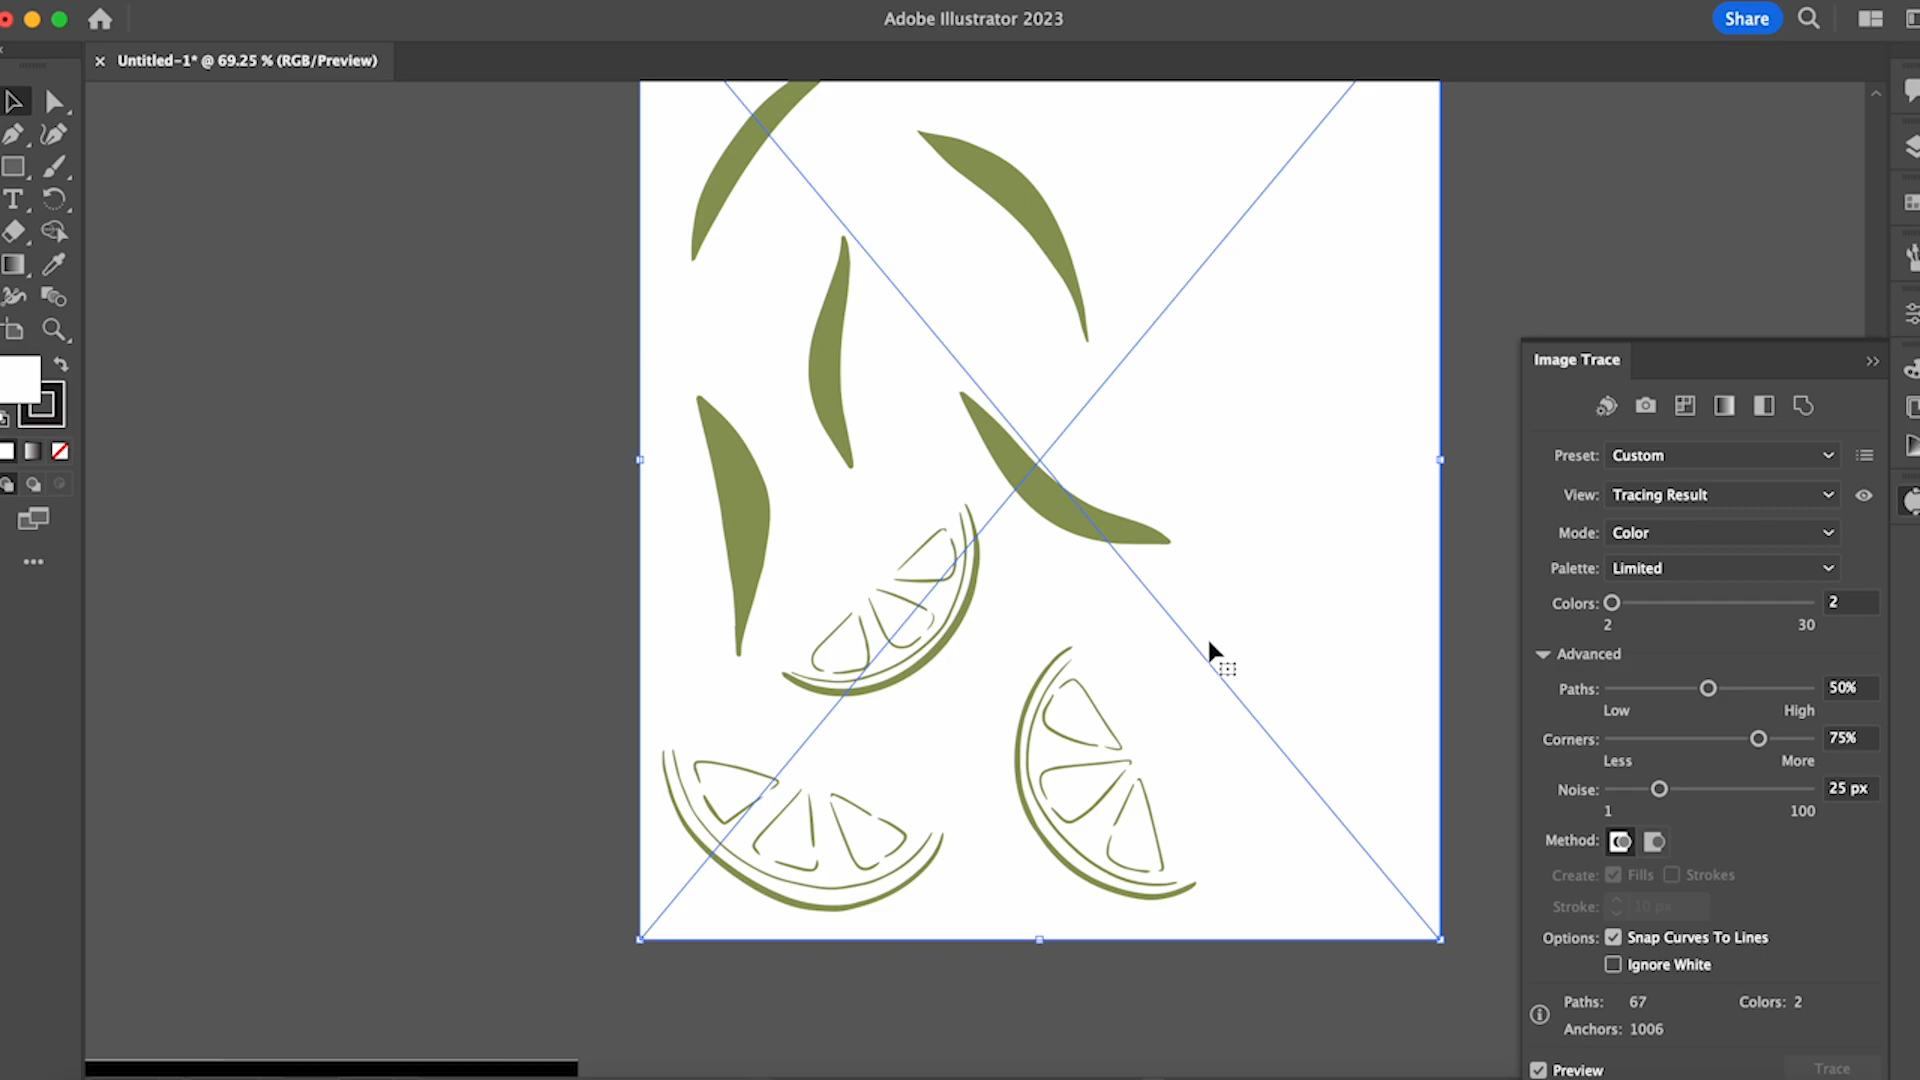 Adobe Illustrator 2023
Share
Untitled-1* @ 69.25 % (RGB/Preview)
Image Trace
Preset: Custom
View: Tracing Result
Mode: Color
Palette: Limited
Colors: 2
2 30
Advanced
Paths: 50%
Low High
Corners: 75%
Less More
Noise: 25 px
1 100
Method:
Create: Fills Strokes
Stroke: 10 px
Options: Snap Curves To Lines
Ignore White
Paths: 67 Colors: 2
Anchors: 1006
Preview Trace